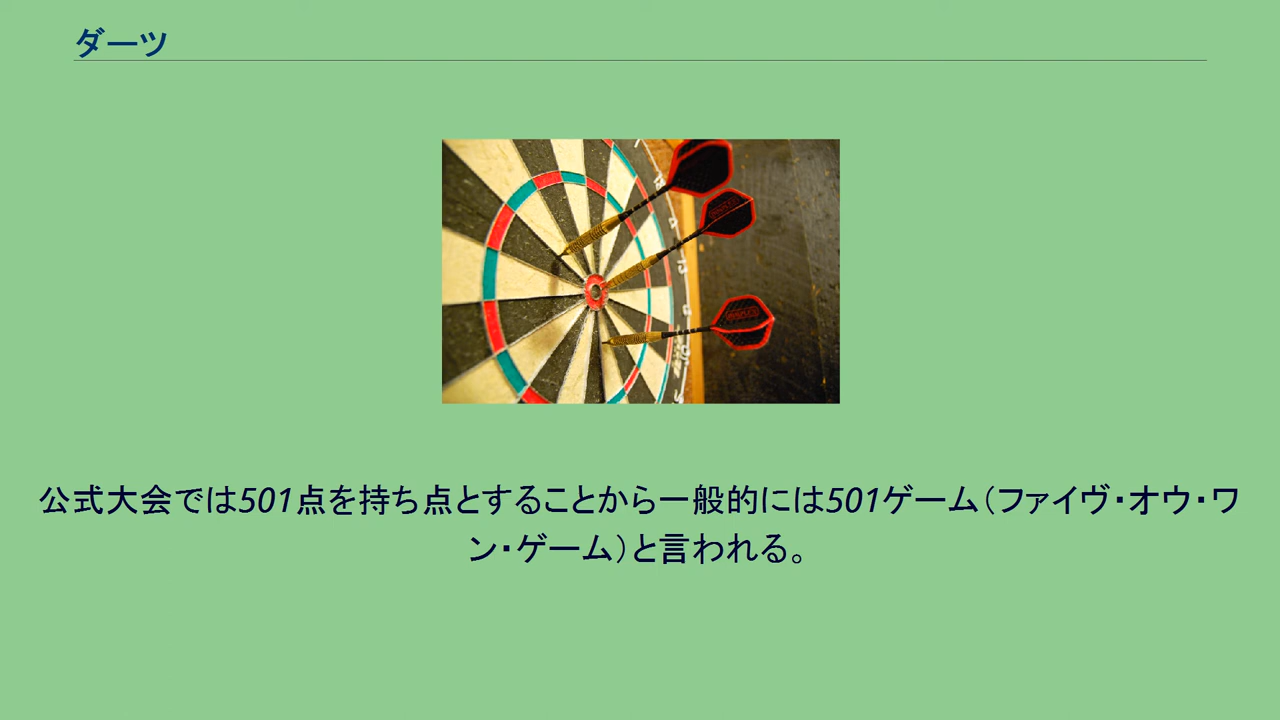 ダーツ
公式大会では501点を持ち点とすることから一般的には501ゲーム(ファイヴ・オウ・ワ
ン・ゲーム)と言われる。